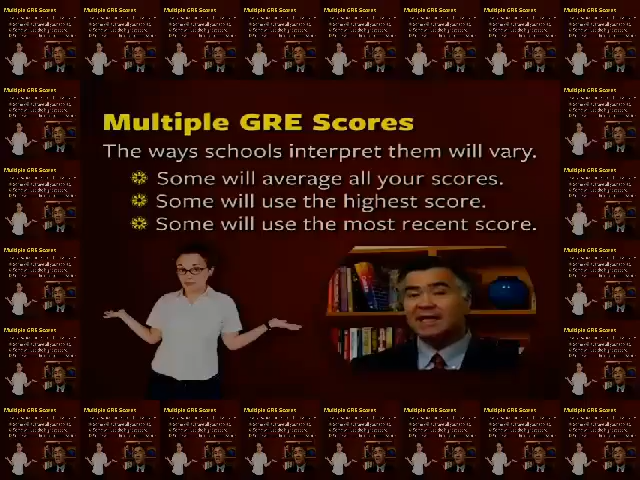 Multiple GRE Scores
The ways schools interpret them will vary.
Some will average all your scores.
Some will use the highest score.
Some will use the most recent score.